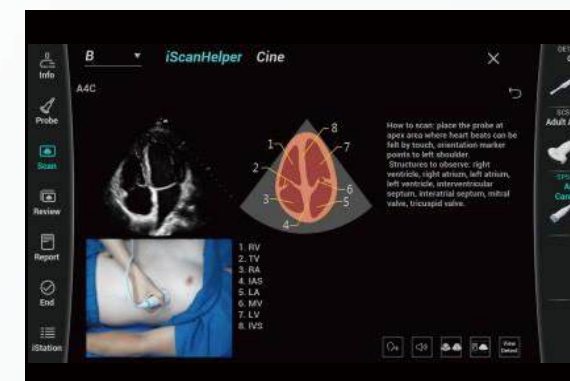 B
iScanHelper Cine
Info
A4C
Probe
Scan
Review
Report
End
iStation
8
1
7
2
6
3
5
4
How to scan: place the probe at
apex area where heart beats can be
felt by touch, orientation marker
points to left shoulder.
Structures to observe: right
ventricle, right atrium, left atrium,
left ventricle, interventricular
septum, interatrial septum, mitral
valve, tricuspid valve.
1. RV
2. TV
3. RA
4. IAS
5. LA
6. MV
7. LV
8. IVS
View
Detect
Adult